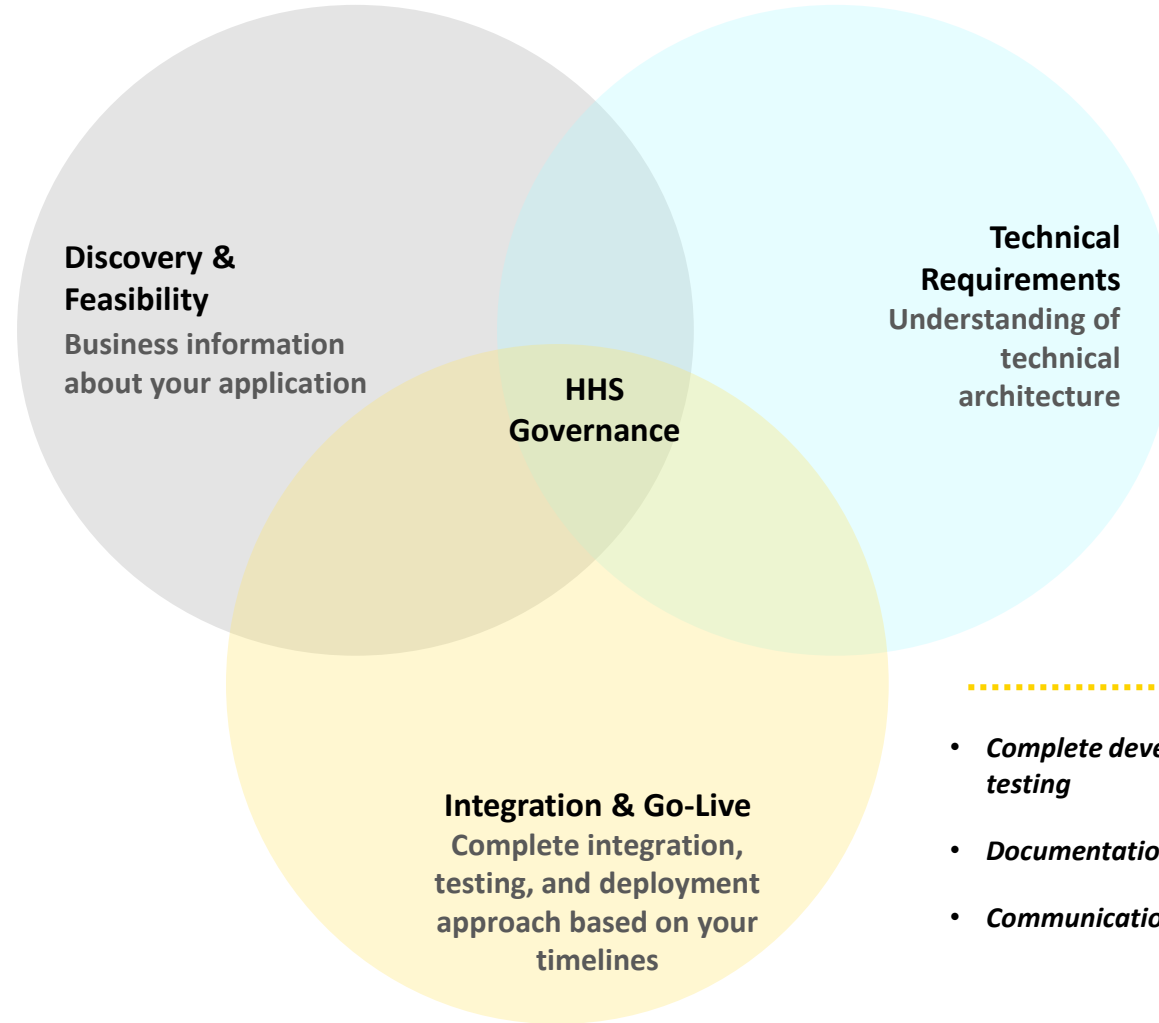 Discovery &
Feasibility
Business information
about your application
Technical
Requirements
Understanding of
technical
architecture
HHS
Governance
Integration & Go-Live
Complete integration,
testing, and deployment
approach based on your
timelines
• Complete
testing
•
•